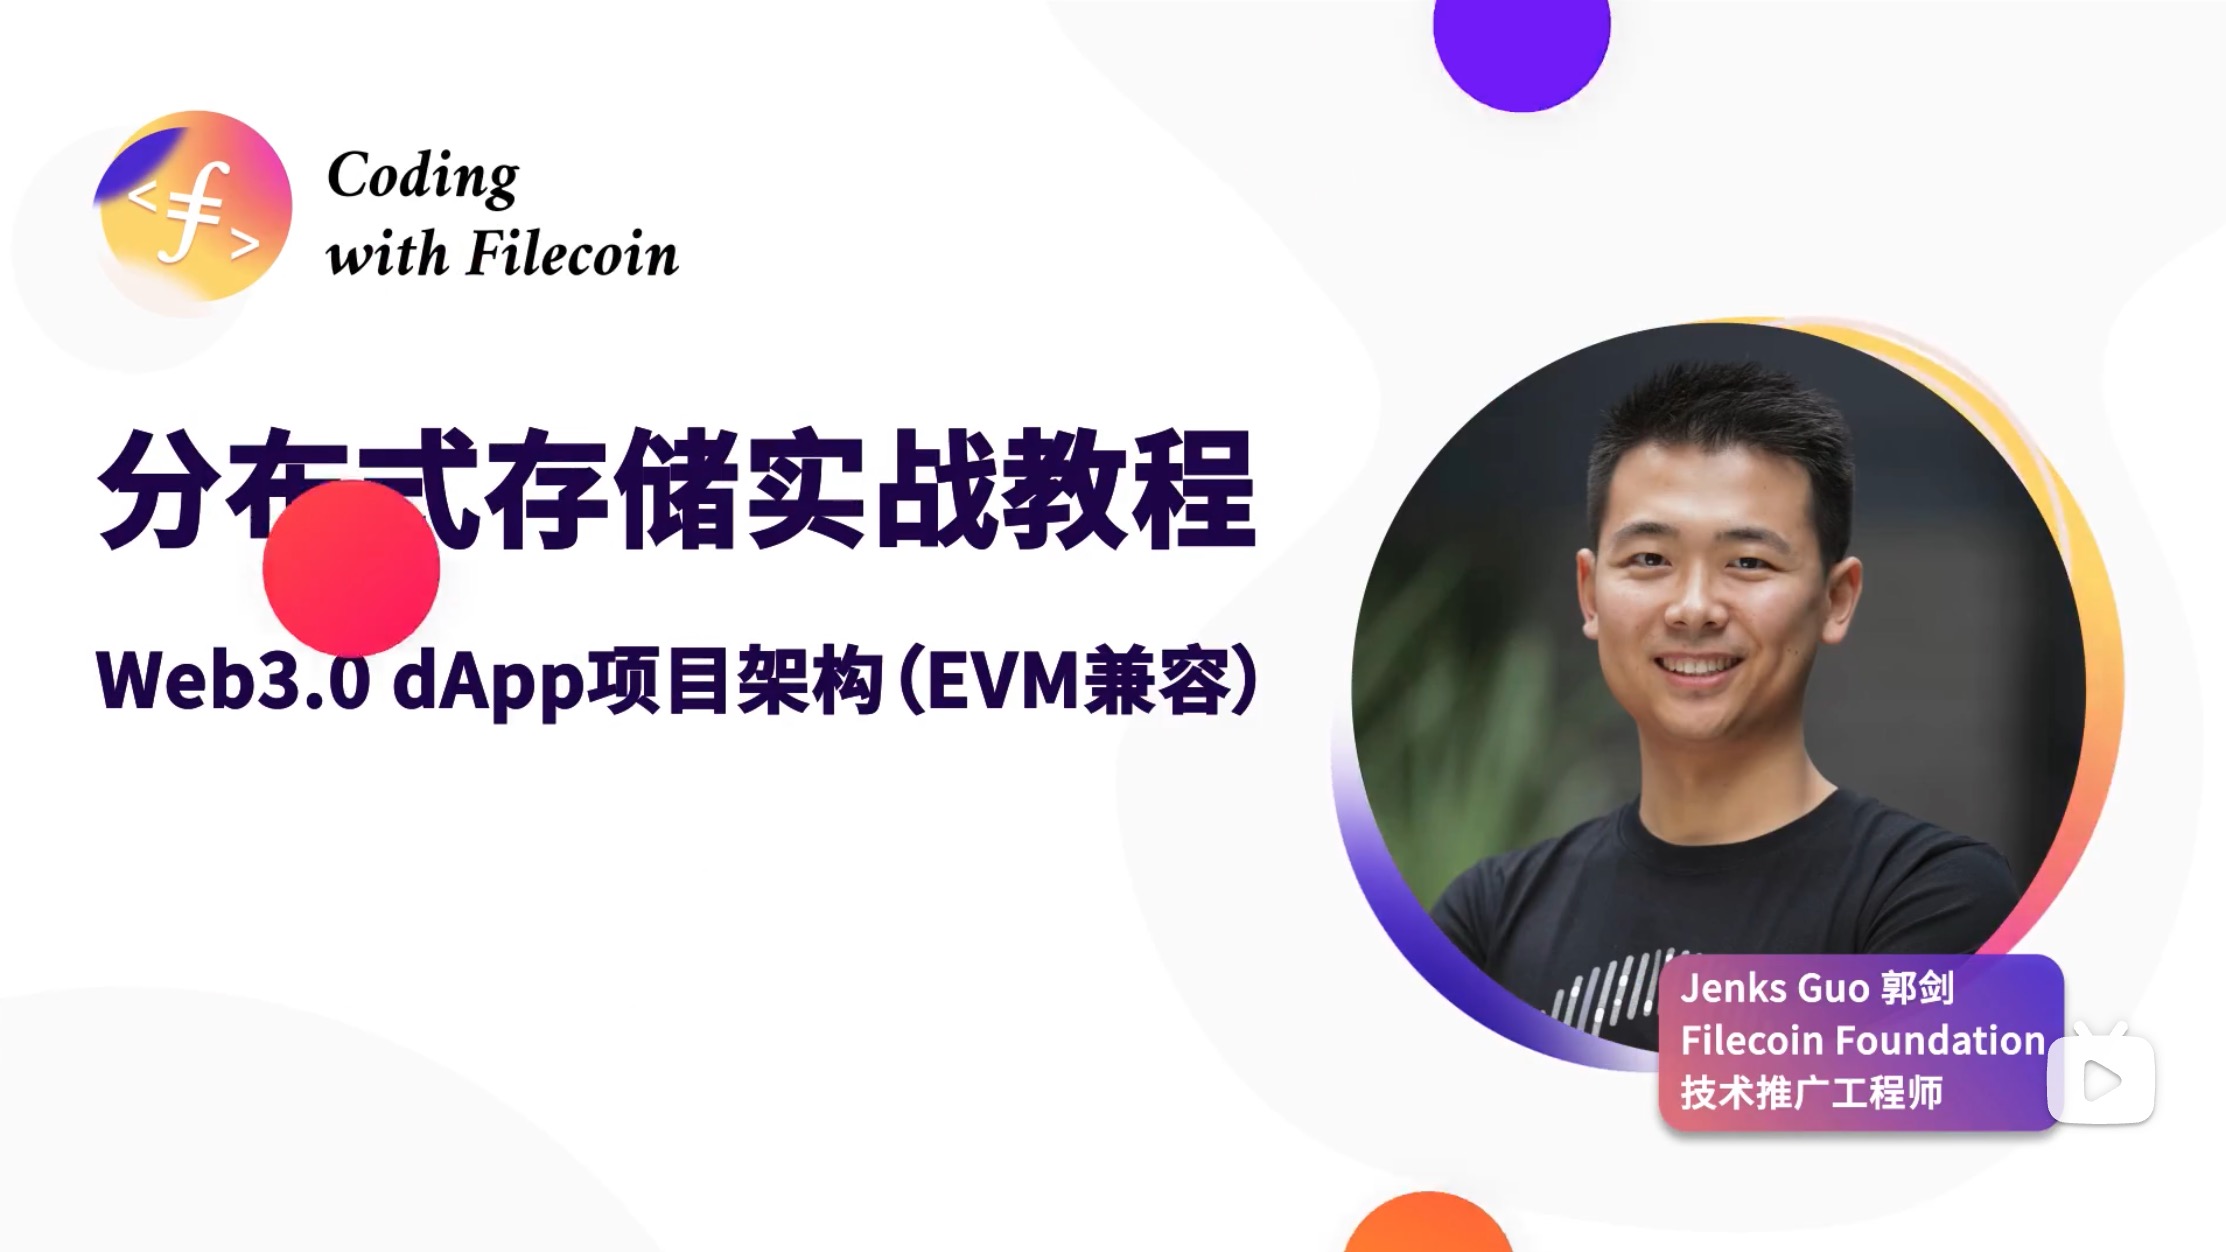 Coding
with Filecoin
分布式存储实战教程
Web3.0 dApp项目架构（EVM兼容）
Jenks Guo 郭剑
Filecoin Foundation
技术推广工程师